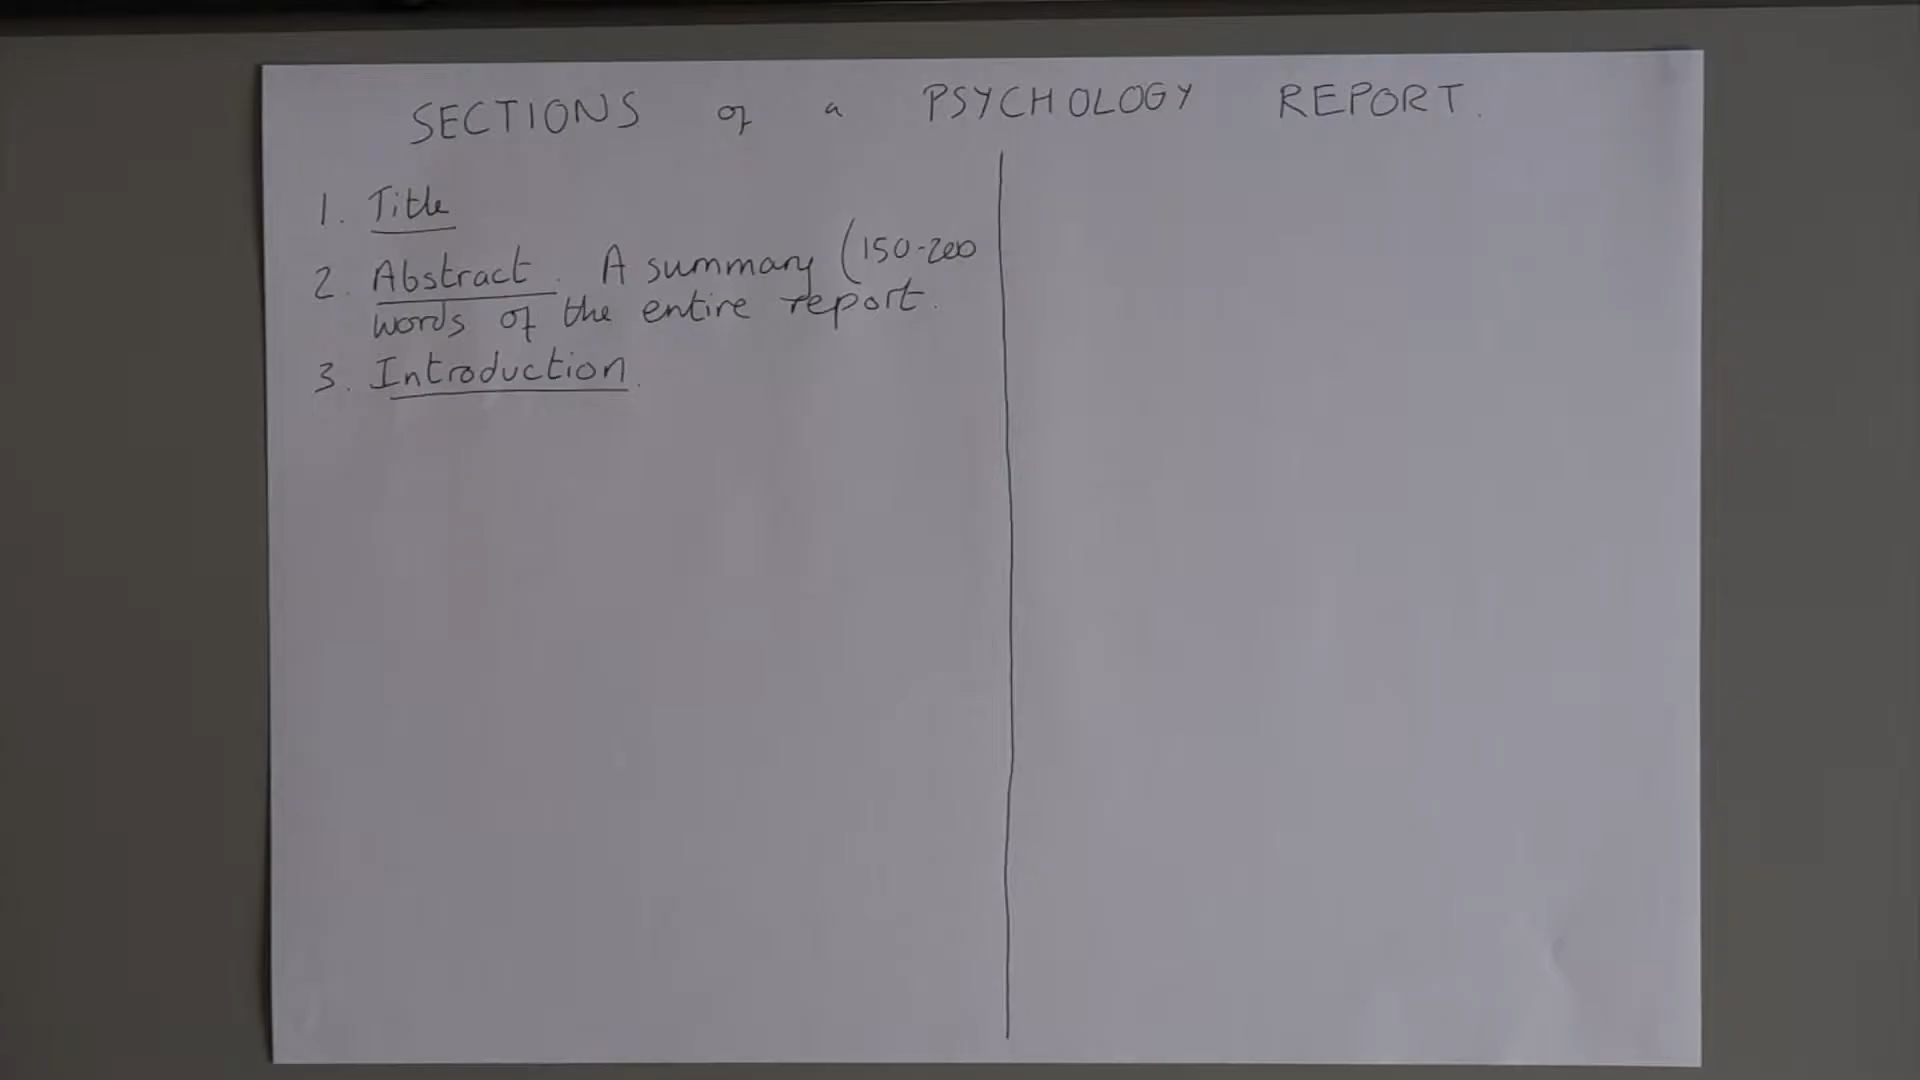 SECTIONS of a PSYCHOLOGY REPORT.
1. Title
2. Abstract. A summary (150-200
words of the entire report.
3. Introduction.